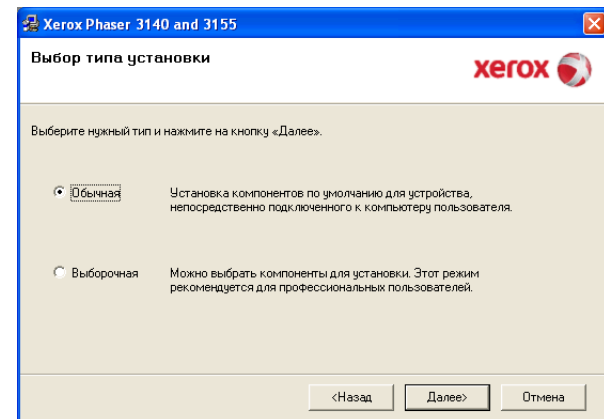 Xerox Phaser 3140 and 3155
Выбор типа установки
xerox
Выберите нужный тип и нажмите на кнопку «Далее».
Обычная
Установка компонентов по умолчанию для устройства,
непосредственно подключенного к компьютеру пользователя.
Выборочная
Можно выбрать компоненты для установки. Этот режим
рекомендуется для профессиональных пользователей.
<Назад
Далее>
Отмена